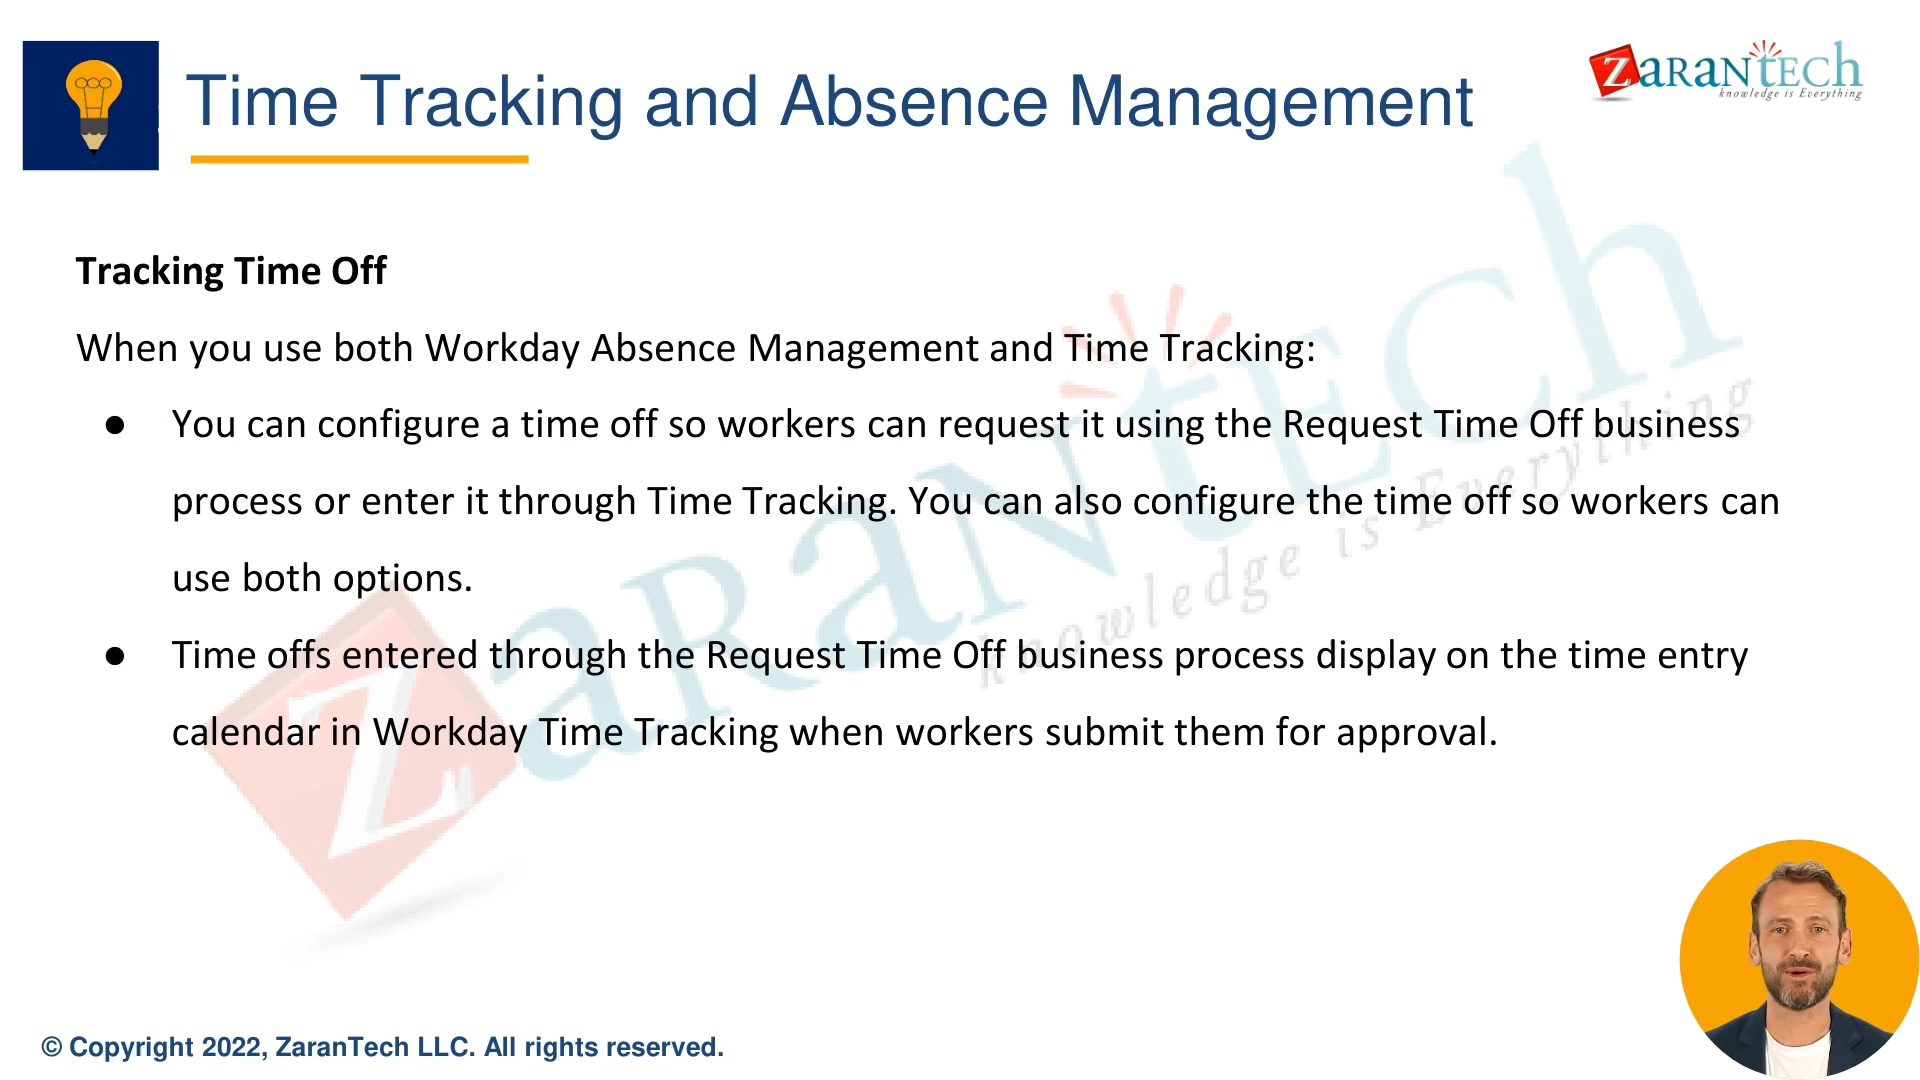 Time Tracking and Absence Management
ZARANTECH
knowledge is Everything
Tracking Time Off
When you use both Workday Absence Management and Time Tracking:
● You can configure a time off so workers can request it using the Request Time Off business
process or enter it through Time Tracking. You can also configure the time off so workers can
use both options.
● Time offs entered through the Request Time Off business process display on the time entry
calendar in Workday Time Tracking when workers submit them for approval.
ZARANTECH
knowledge is Everything
© Copyright 2022, ZaranTech LLC. All rights reserved.